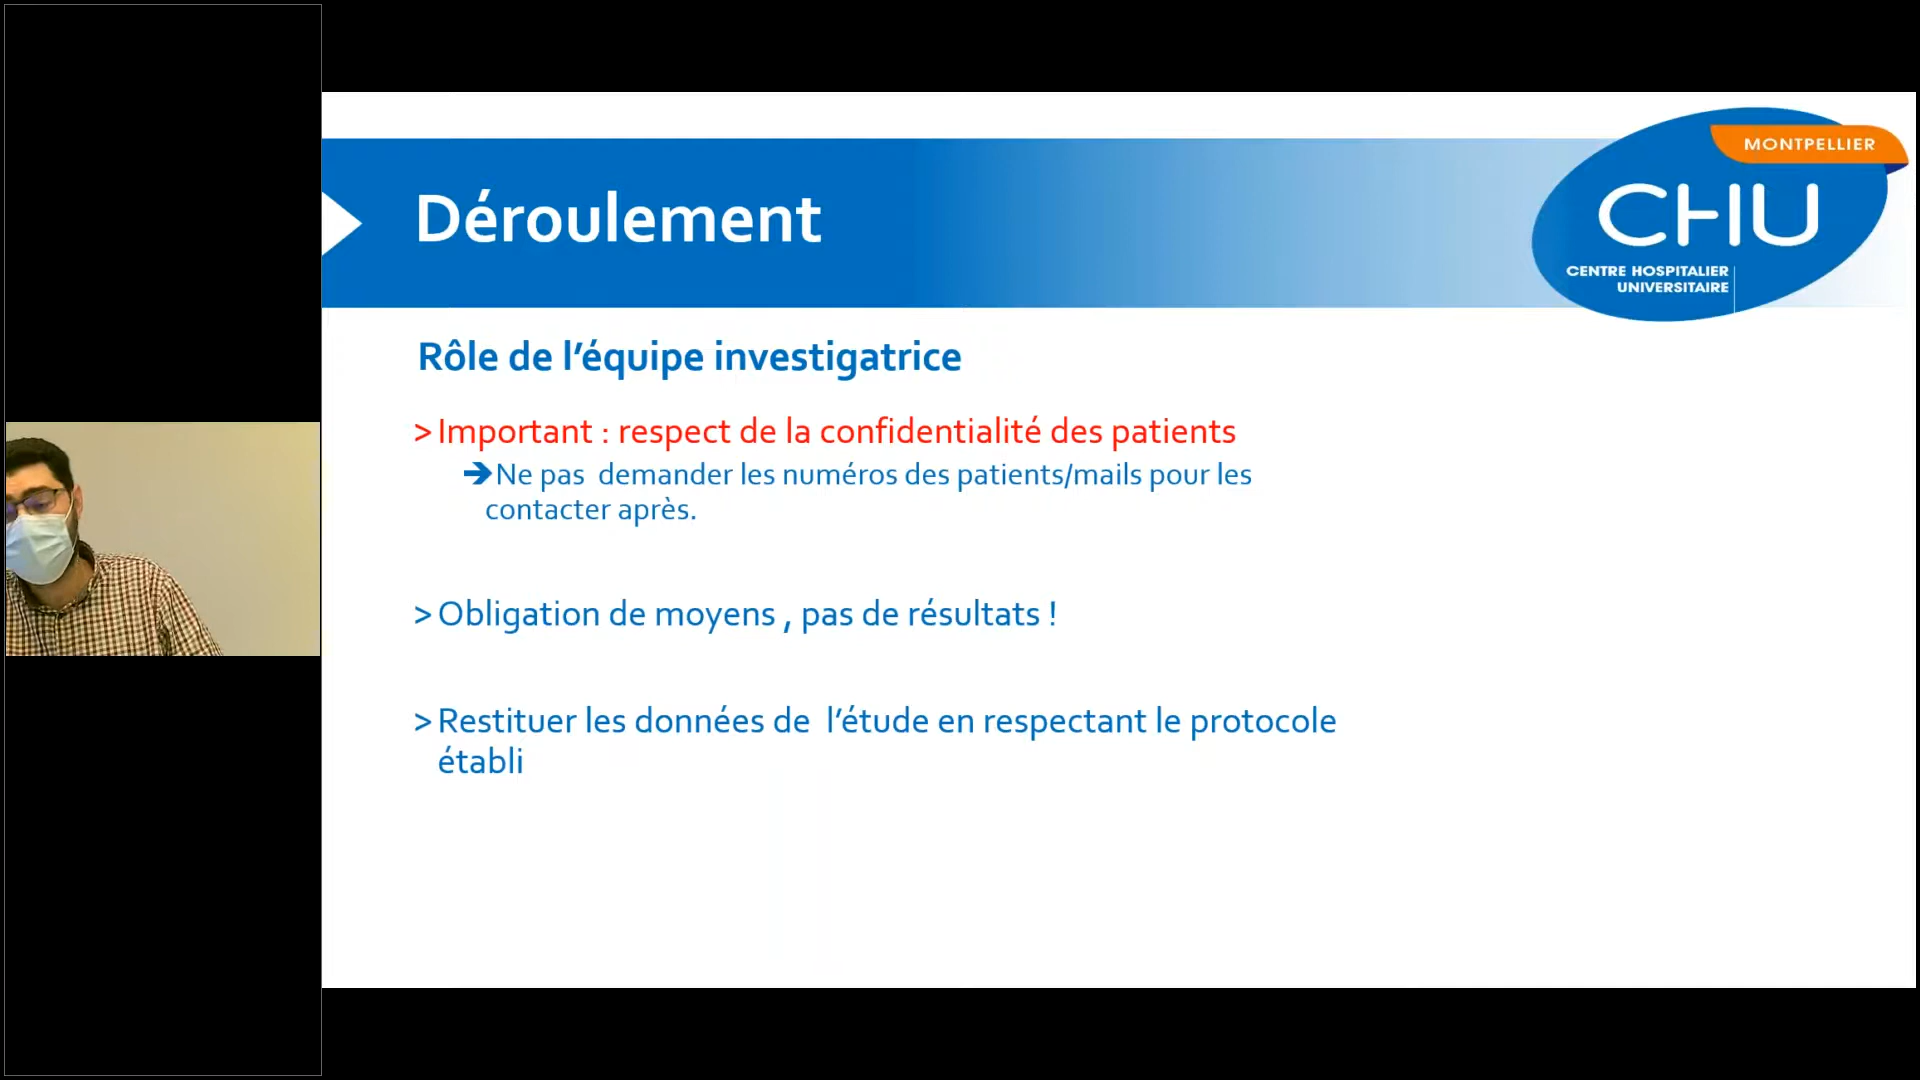 MONTPELLIER
CHU
CENTRE HOSPITALIER
UNIVERSITAIRE
Déroulement
Rôle de l’équipe investigatrice
> Important : respect de la confidentialité des patients
➔ Ne pas  demander les numéros des patients/mails pour les
contacter après.
> Obligation de moyens , pas de résultats !
> Restituer les données de  l’étude en respectant le protocole
établi